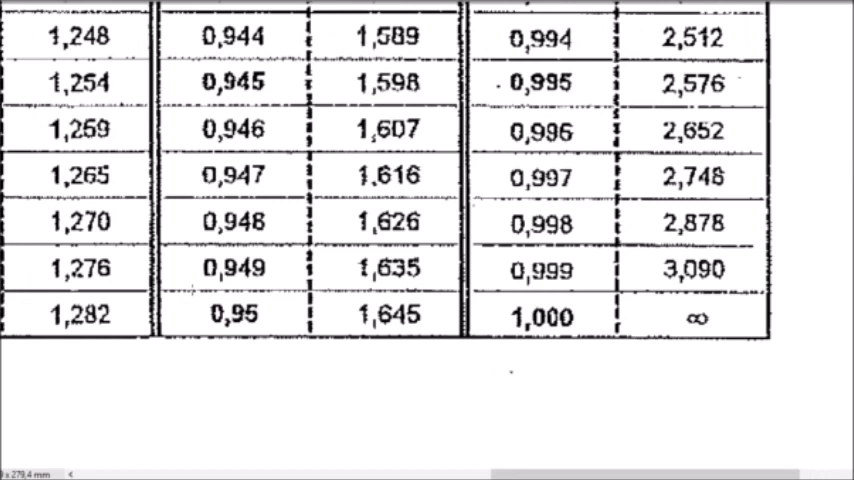 1,248 0,944 1,589 0,994 2,512
1,254 0,945 1,598 0,995 2,576
1,259 0,946 1,607 0,996 2,652
1,265 0,947 1.616 0,997 2,748
1,270 0,948 1,626 0,998 2,878
1,276 0,949 1,635 0,999 3,090
1,282 0,95 1,645 1,000 ∞
x 279,4 mm